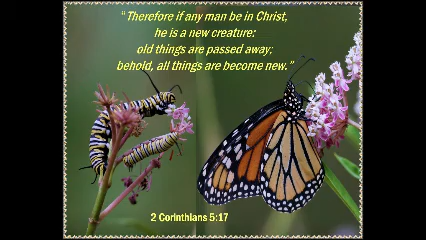 “Therefore if any man be in Christ,
he is a new creature:
old things are passed away;
behold, all things are become new.”
2 Corinthians 5:17